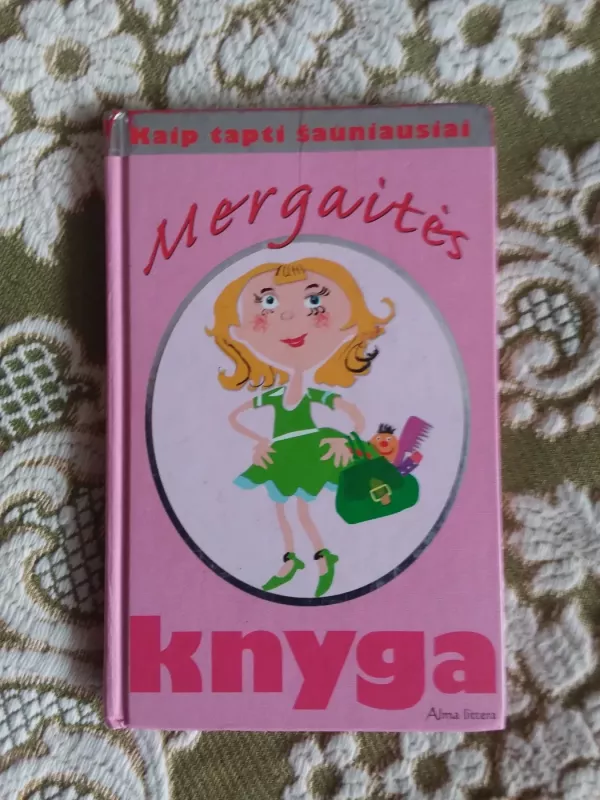 Kaip tapti šauniausiai
Mergaitės
knyga
Alma littera